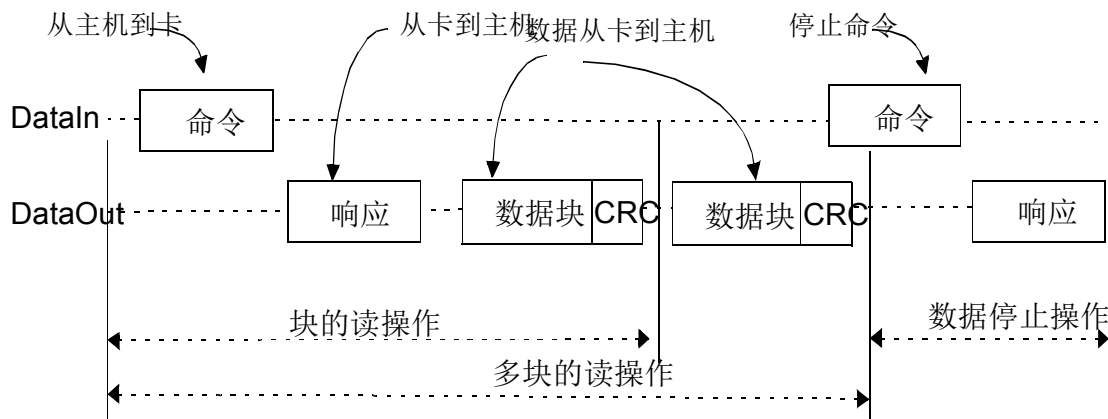 从主机到卡
从卡到主机
数据从卡到主机
停止命令
DataIn
命令
命令
DataOut
响应
数据块
CRC
数据块
CRC
响应
块的读操作
数据停止操作
多块的读操作